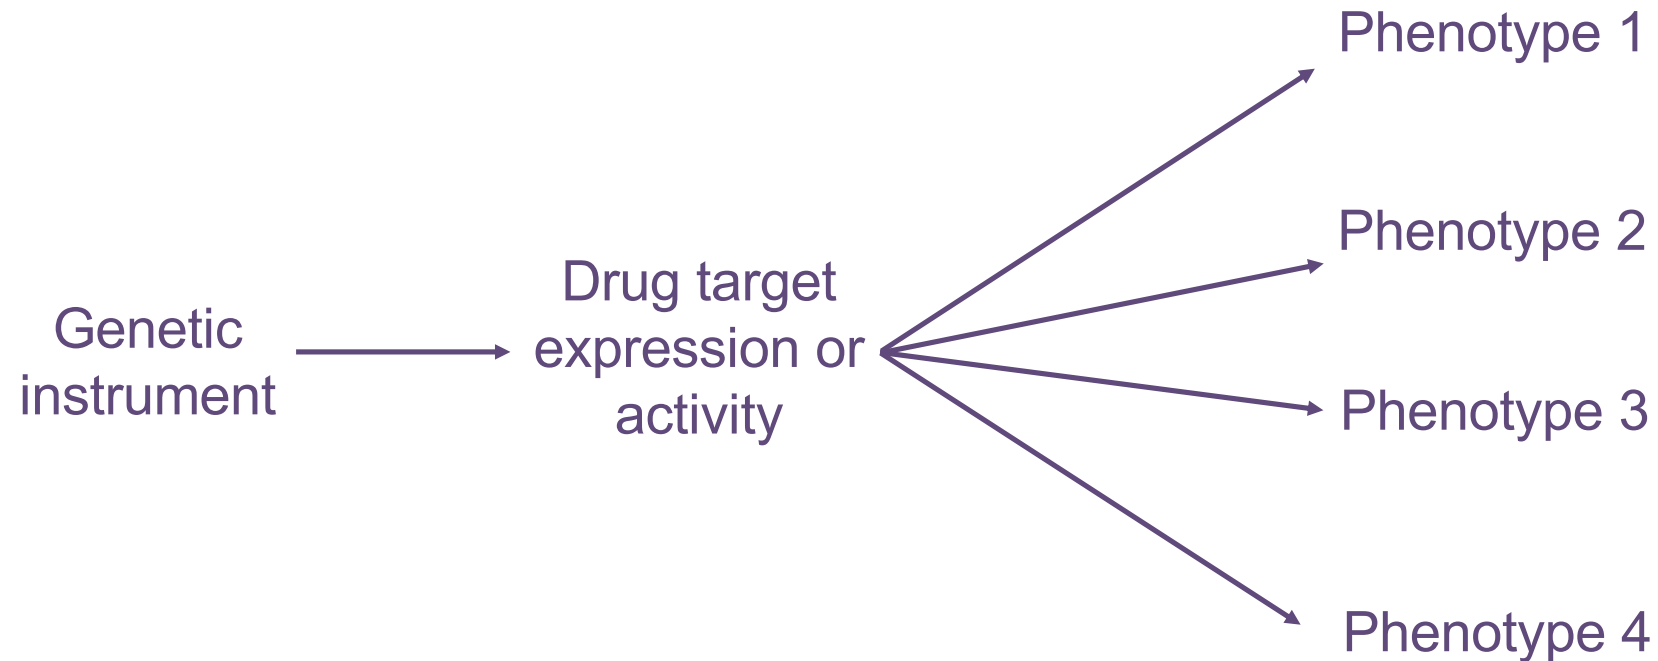 Phenotype 1
Phenotype 2
Genetic
instrument
Drug target
expression or
activity
Phenotype 3
Phenotype 4